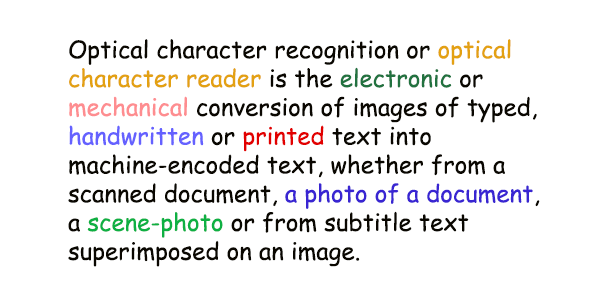 Optical character recognition or optical
character reader is the electronic or
mechanical conversion of images of typed,
handwritten or printed text into
machine-encoded text, whether from a
scanned document, a photo of a document,
a scene-photo or from subtitle text
superimposed on an image.